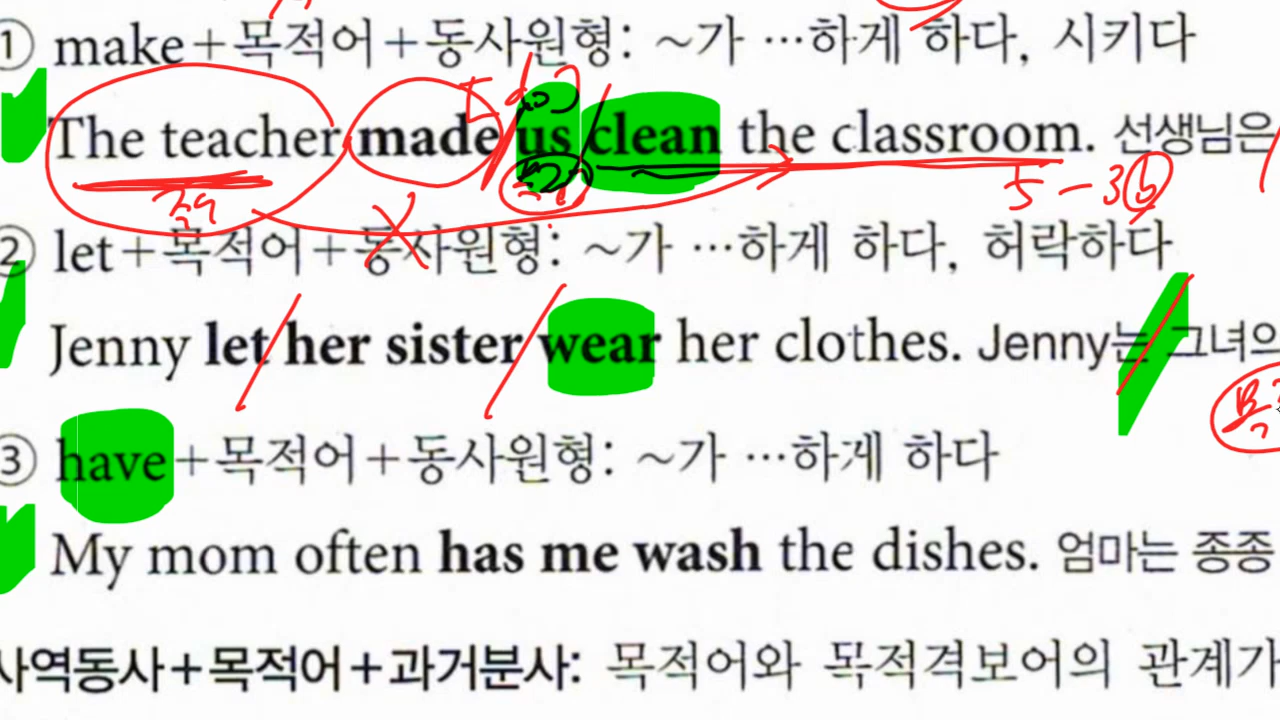 ① make+목적어+동사원형: ~가 …하게 하다, 시키다
The teacher made us clean the classroom. 선생님은
5-3
② let+목적어+동사원형: ~가 …하게 하다, 허락하다
Jenny let her sister wear her clothes. Jenny는 그녀의
③ have+목적어+동사원형: ~가 …하게 하다
My mom often has me wash the dishes. 엄마는 종종
사역동사+목적어+과거분사: 목적어와 목적격보어의 관계가